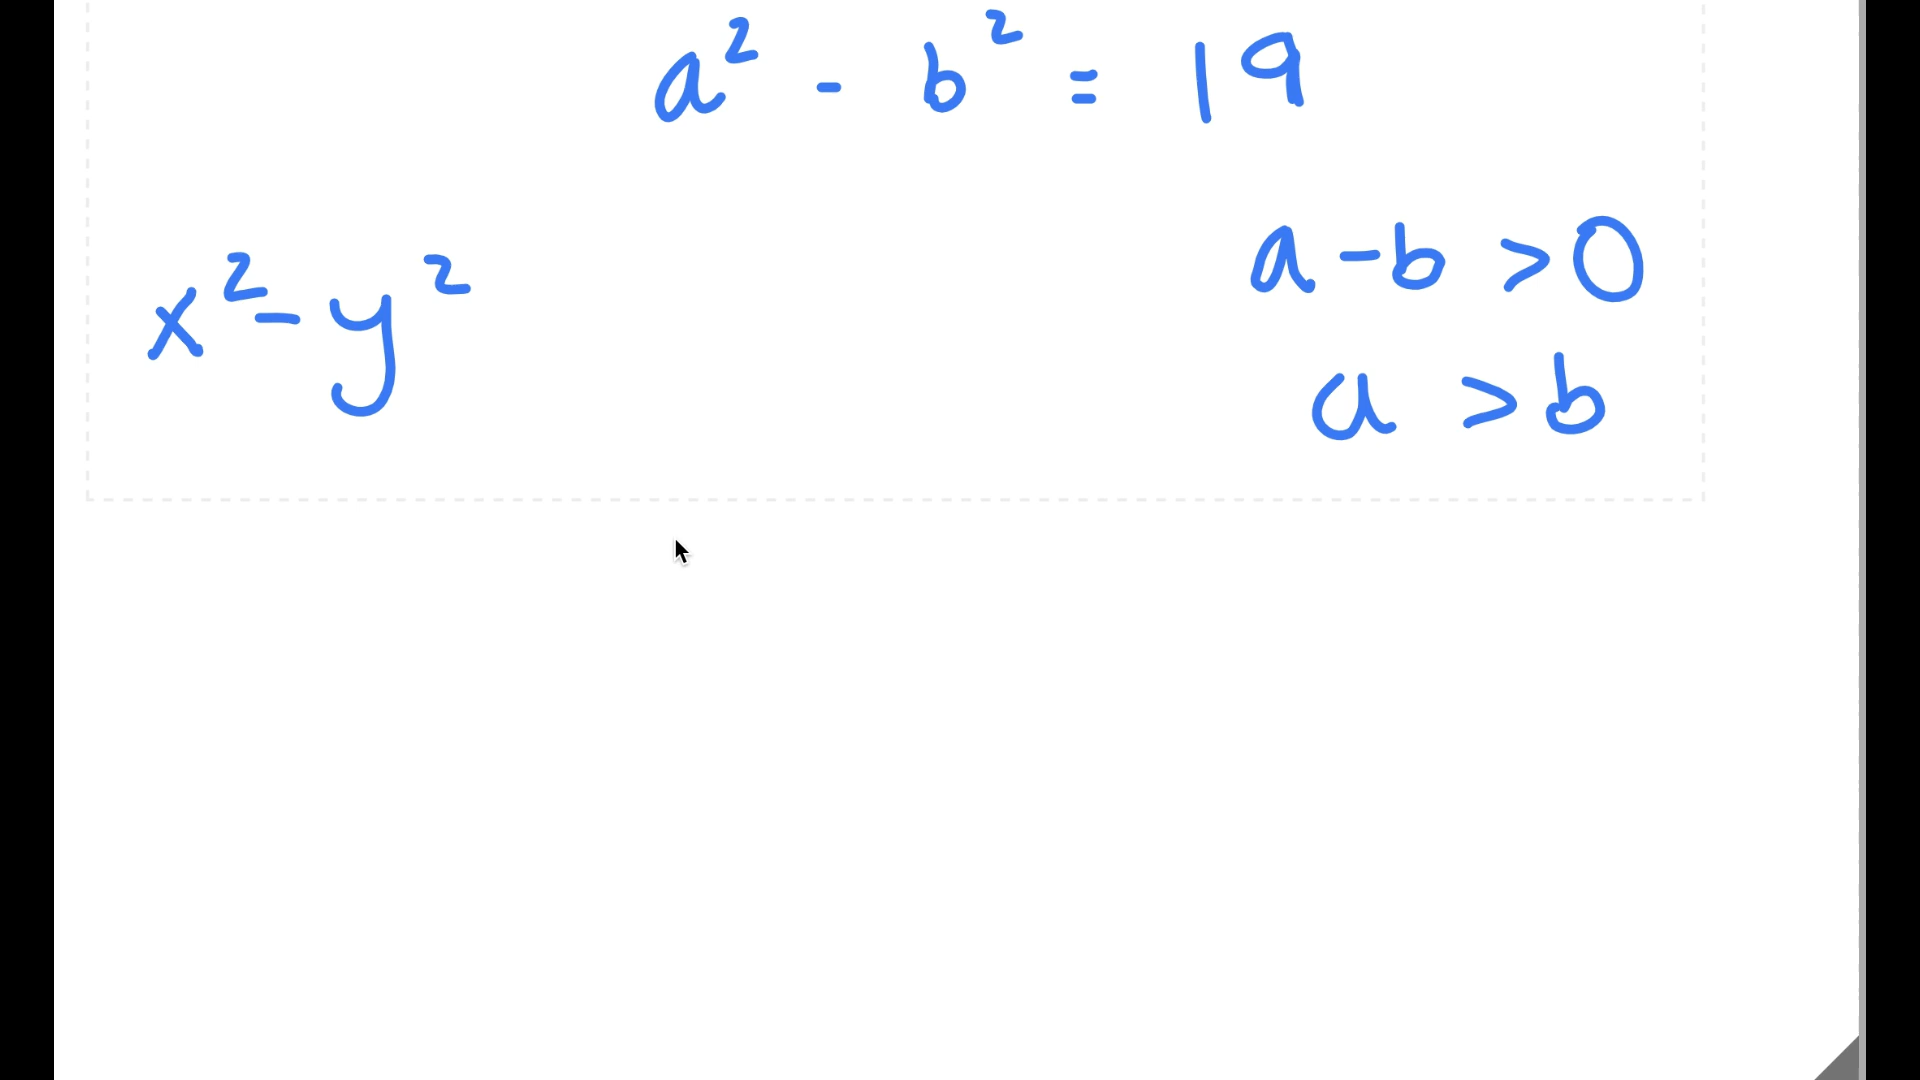 a² - b² = 19
x² - y²
a - b > 0
a > b